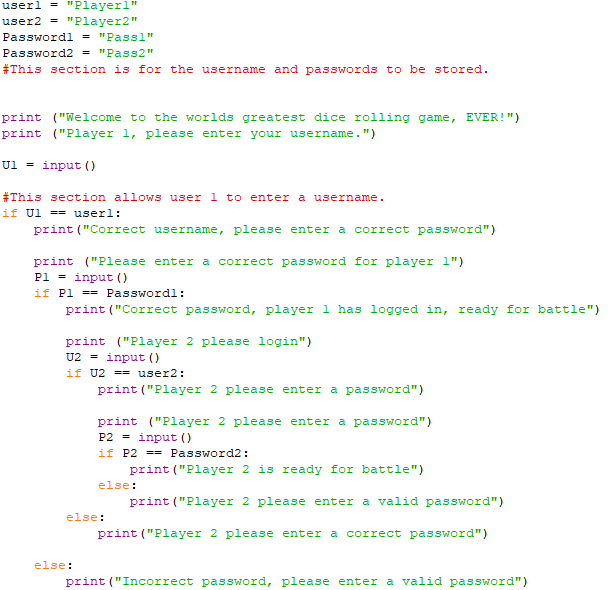 user1 = "Player1"
user2 = "Player2"
Password1 = "Pass1"
Password2 = "Pass2"
#This section is for the username and passwords to be stored.
print ("Welcome to the worlds greatest dice rolling game, EVER!")
print ("Player 1, please enter your username.")
U1 = input()
#This section allows user 1 to enter a username.
if U1 == user1:
    print("Correct username, please enter a correct password")
    print ("Please enter a correct password for player 1")
    P1 = input()
    if P1 == Password1:
        print("Correct password, player 1 has logged in, ready for battle")
        print ("Player 2 please login")
        U2 = input()
        if U2 == user2:
            print("Player 2 please enter a password")
            print ("Player 2 please enter a password")
            P2 = input()
            if P2 == Password2:
                print("Player 2 is ready for battle")
            else:
                print("Player 2 please enter a valid password")
        else:
            print("Player 2 please enter a correct password")
    else:
        print("Incorrect password, please enter a valid password")